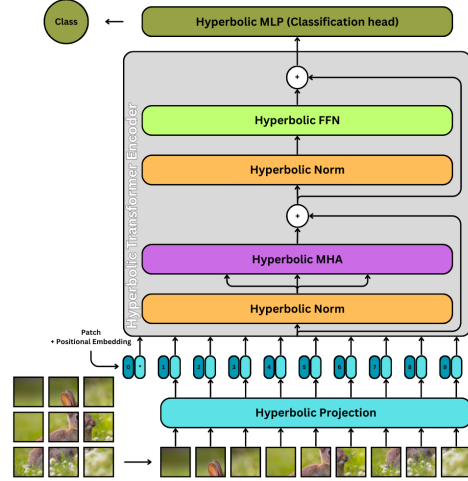 Class
Hyperbolic MLP (Classification head)
+
Hyperbolic FFN
Hyperbolic Norm
+
Hyperbolic MHA
Hyperbolic Norm
Hyperbolic Transformer Encoder
Patch
+ Positional Embedding
0 * 1 2 3 4 5 6 7 8 9
Hyperbolic Projection